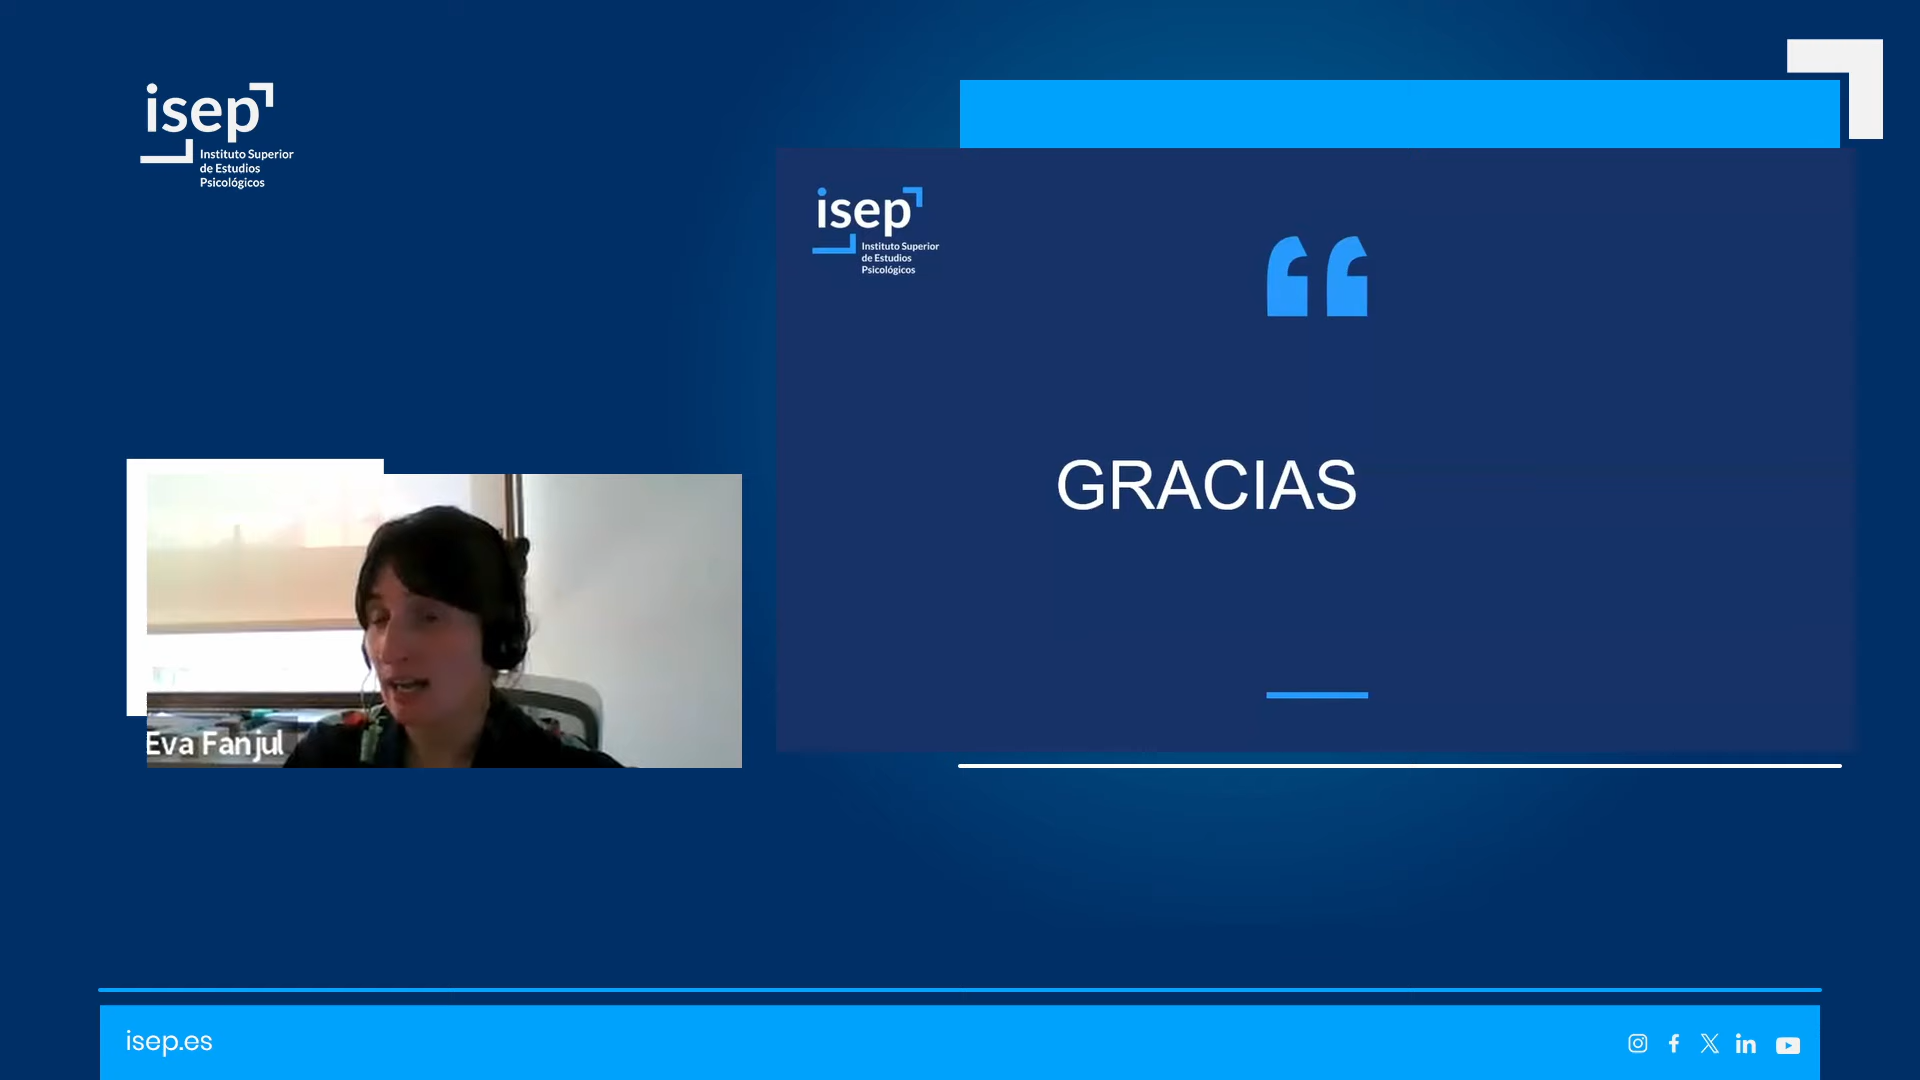 isep
Instituto Superior
de Estudios
Psicológicos
isep
Instituto Superior
de Estudios
Psicológicos
“
GRACIAS
Eva Fanjul
isep.es